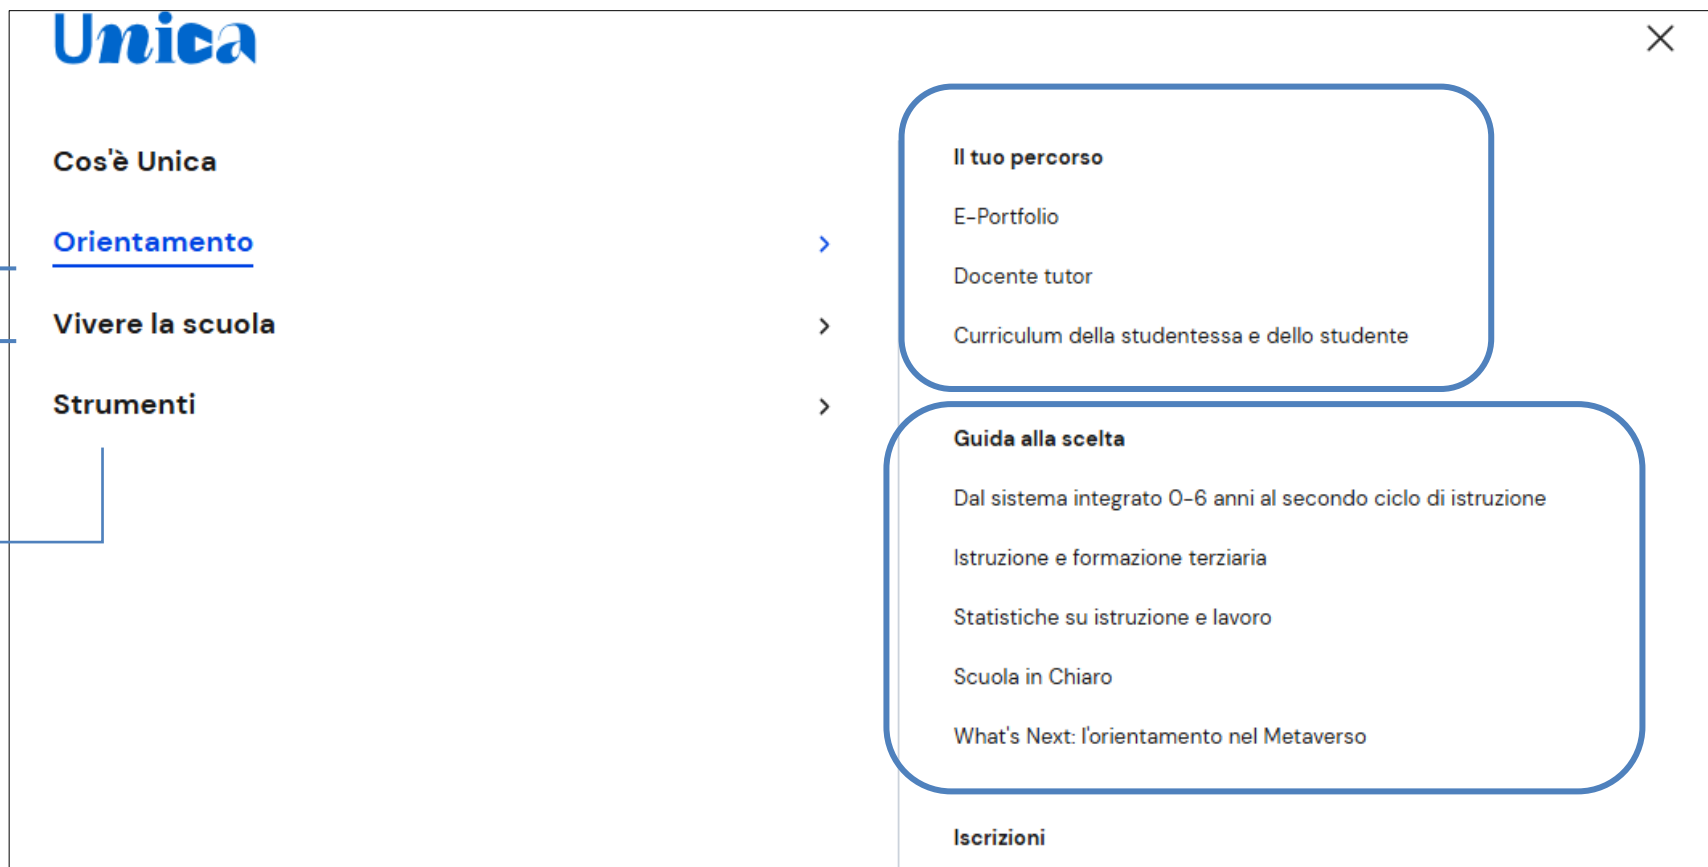 Unica
Cos'è Unica
Orientamento
Vivere la scuola
Strumenti
Il tuo percorso
E-Portfolio
Docente tutor
Curriculum della studentessa e dello studente
Guida alla scelta
Dal sistema integrato 0-6 anni al secondo ciclo di istruzione
Istruzione e formazione terziaria
Statistiche su istruzione e lavoro
Scuola in Chiaro
What's Next: l'orientamento nel Metaverso
Iscrizioni